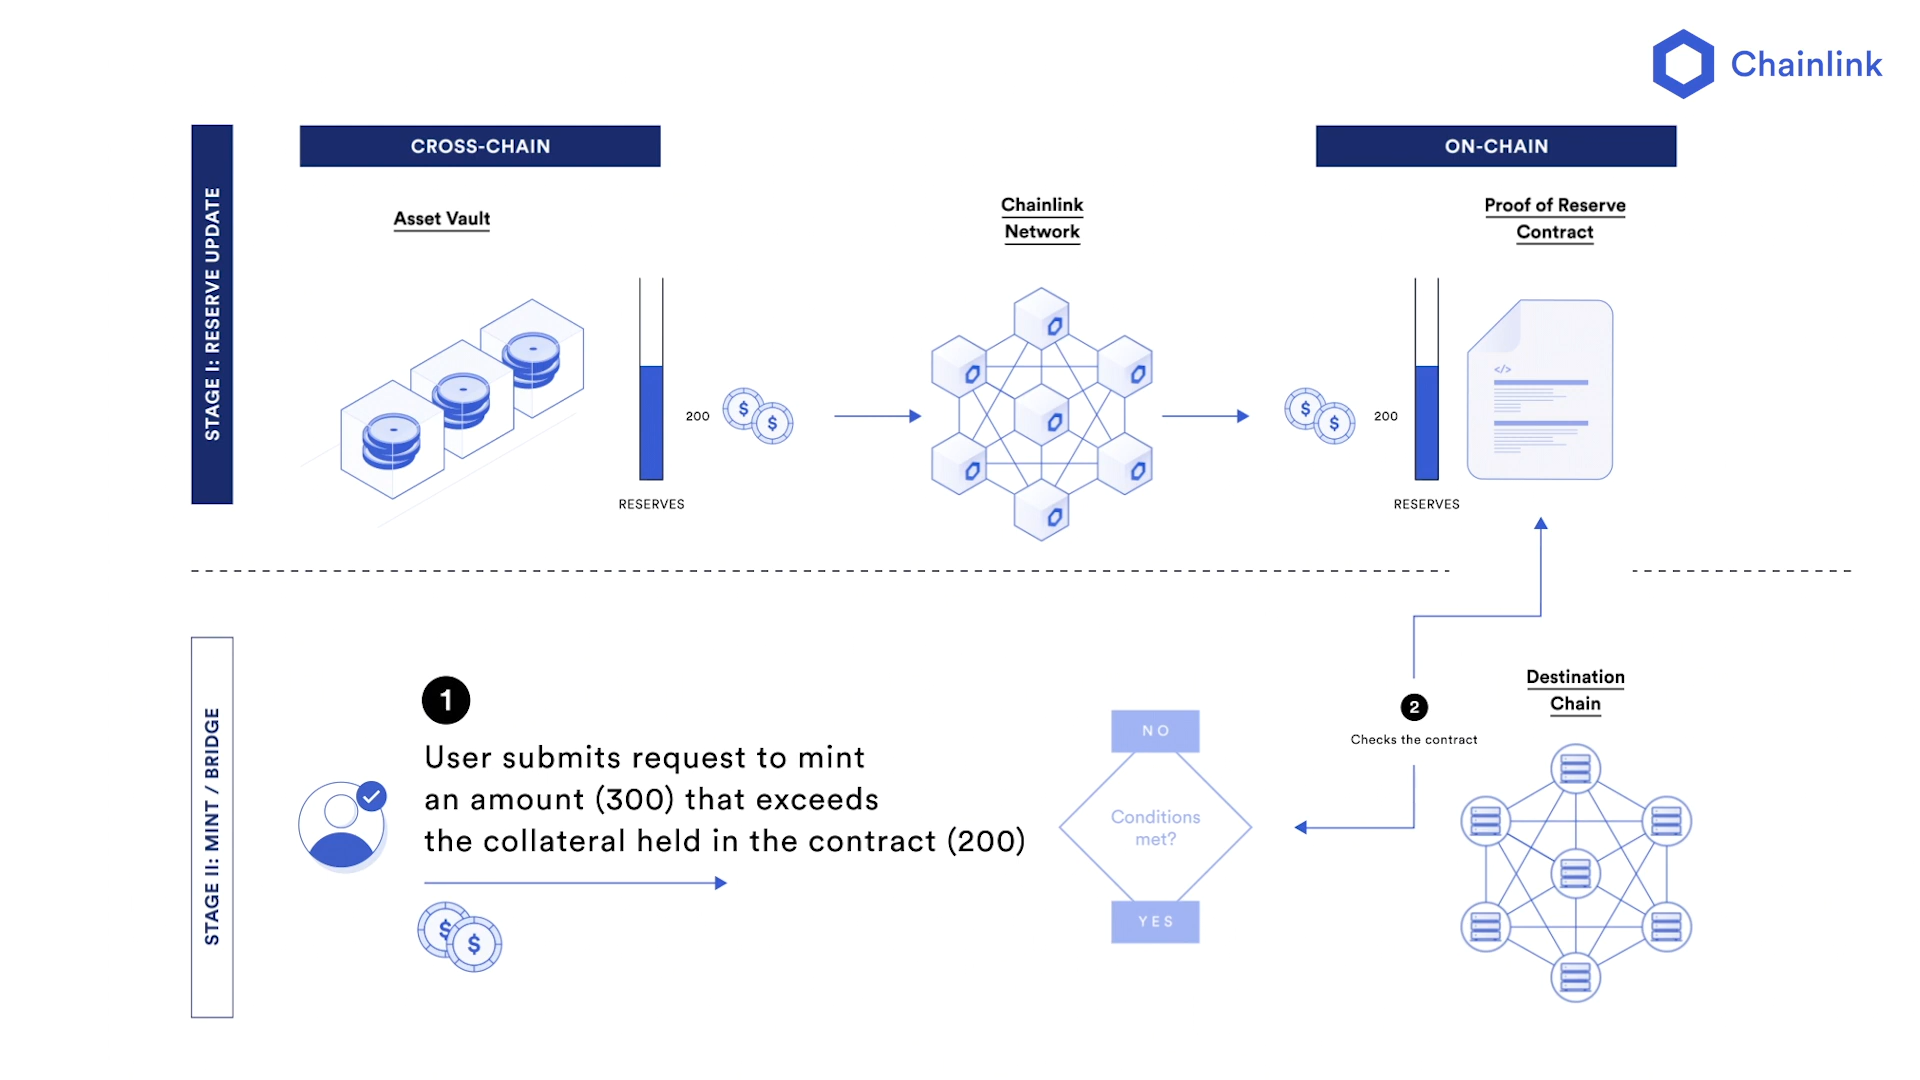 Chainlink
CROSS-CHAIN
ON-CHAIN
STAGE I: RESERVE UPDATE
Asset Vault
Chainlink
Network
Proof of Reserve
Contract
200
$ $
$ $
200
</>
RESERVES
RESERVES
STAGE II: MINT / BRIDGE
1
User submits request to mint
an amount (300) that exceeds
the collateral held in the contract (200)
$ $
NO
Conditions
met?
YES
2
Checks the contract
Destination
Chain